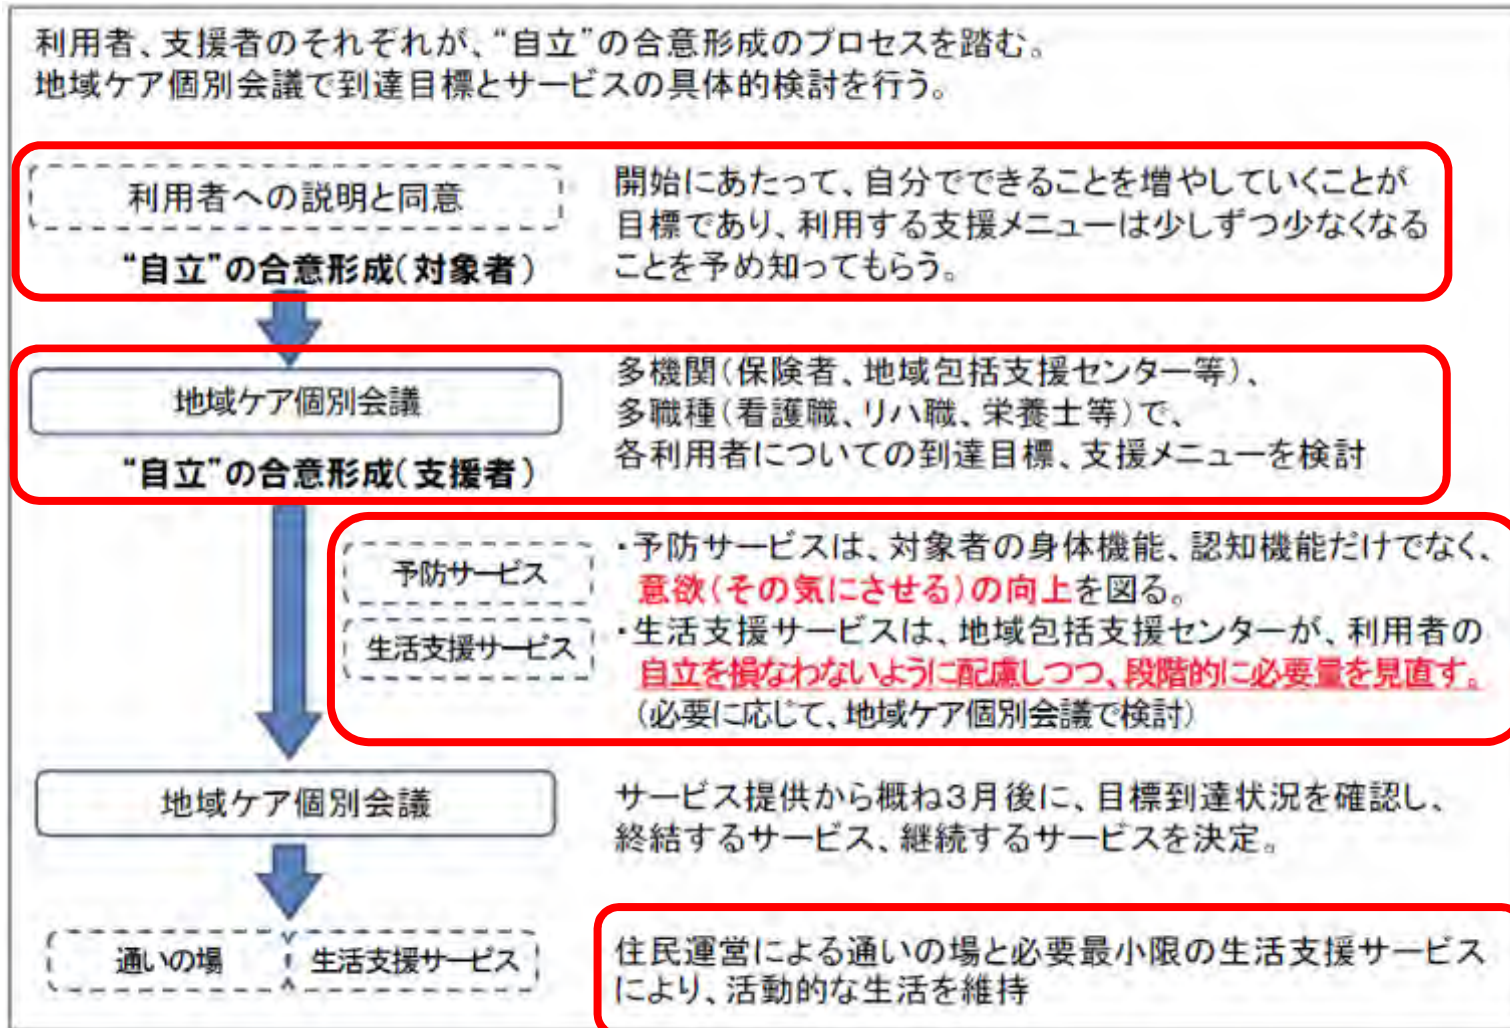 利用者、支援者のそれぞれが、“自立”の合意形成のプロセスを踏む。
地域ケア個別会議で到達目標とサービスの具体的検討を行う。
利用者への説明と同意
“自立”の合意形成(対象者)
開始にあたって、自分でできることを増やしていくことが
目標であり、利用する支援メニューは少しずつ少なくなる
ことを予め知ってもらう。
地域ケア個別会議
“自立”の合意形成(支援者)
多機関(保険者、地域包括支援センター等)、
多職種(看護職、リハ職、栄養士等)で、
各利用者についての到達目標、支援メニューを検討
予防サービス
生活支援サービス
・予防サービスは、対象者の身体機能、認知機能だけでなく、
意欲(その気にさせる)の向上を図る。
・生活支援サービスは、地域包括支援センターが、利用者の
自立を損なわないように配慮しつつ、段階的に必要量を見直す。
(必要に応じて、地域ケア個別会議で検討)
地域ケア個別会議
サービス提供から概ね3月後に、目標到達状況を確認し、
終結するサービス、継続するサービスを決定。
通いの場
生活支援サービス
住民運営による通いの場と必要最小限の生活支援サービス
により、活動的な生活を維持